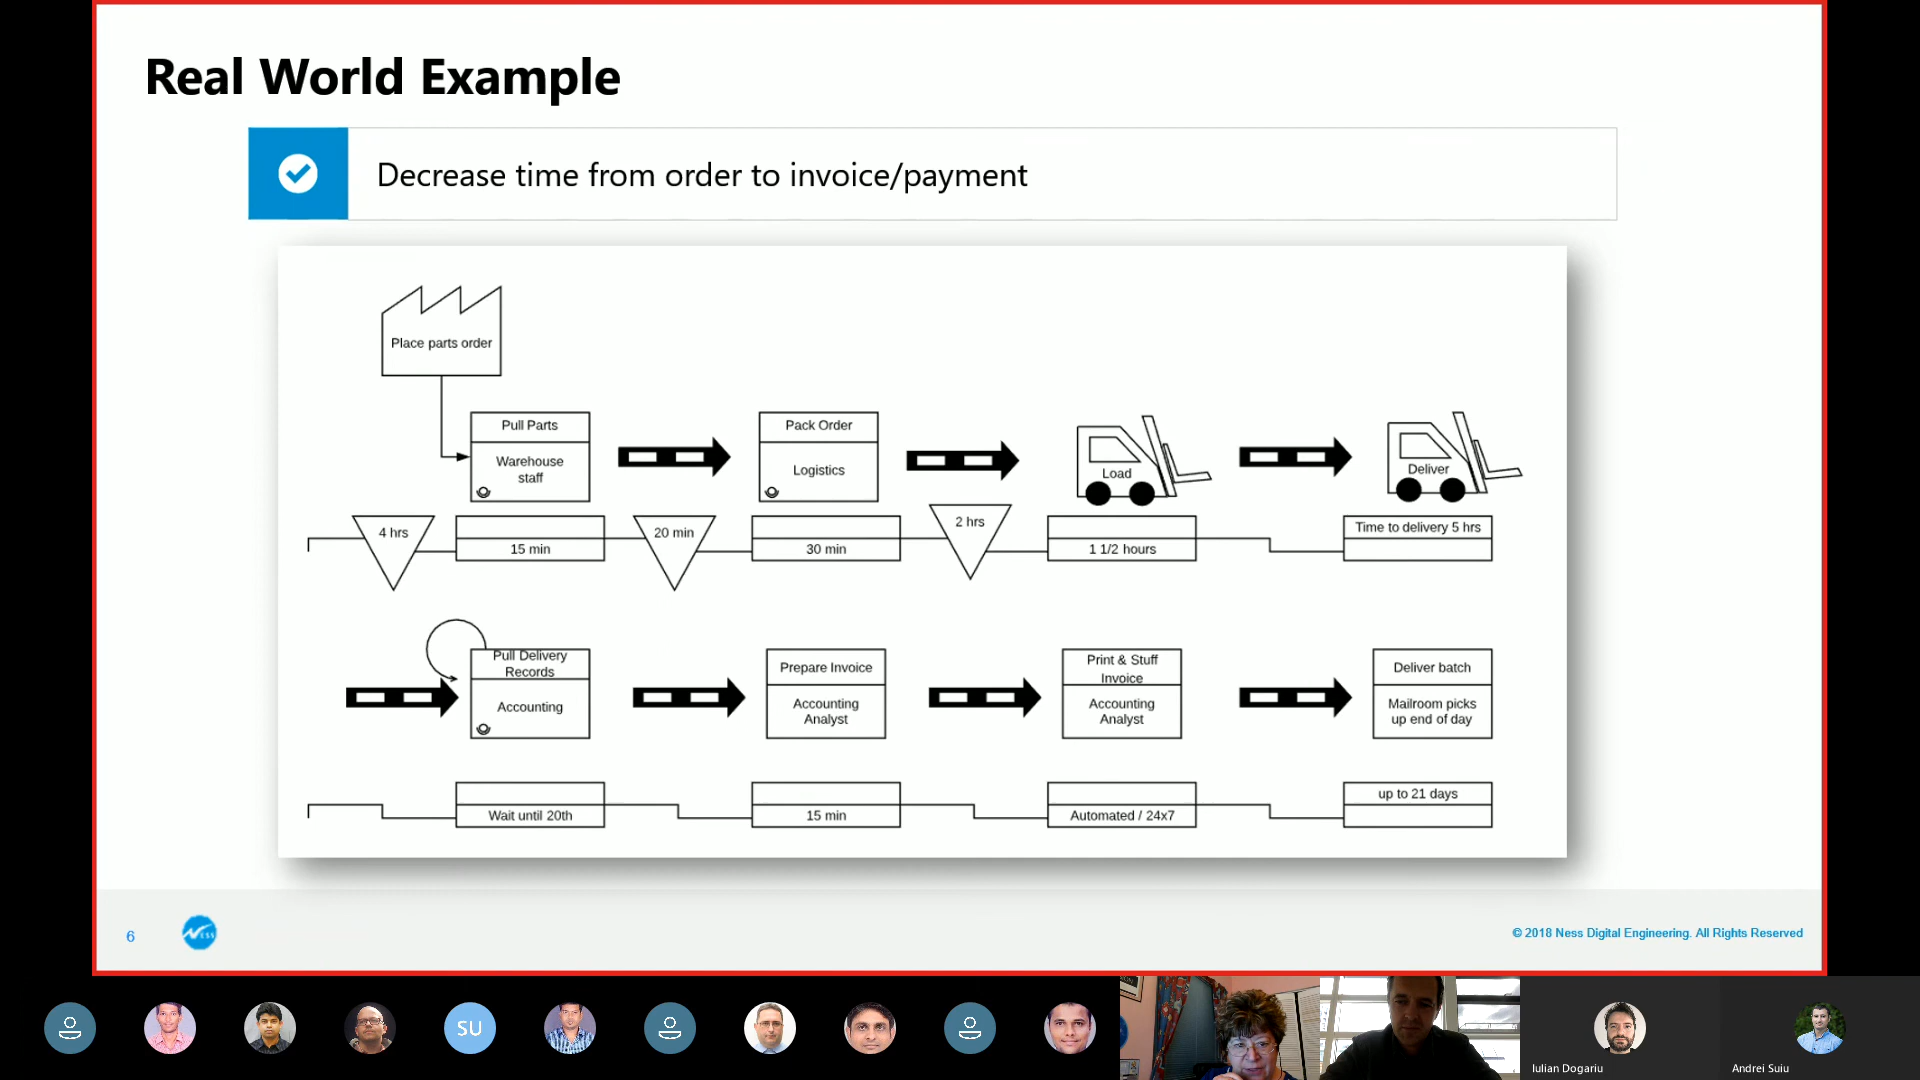 Real World Example
Decrease time from order to invoice/payment
Place parts order
Pull Parts
Warehouse
staff
Pack Order
Logistics
Load
Deliver
4 hrs
15 min
20 min
30 min
2 hrs
1 1/2 hours
Time to delivery 5 hrs
Pull Delivery
Records
Accounting
Prepare Invoice
Accounting
Analyst
Print & Stuff
Invoice
Accounting
Analyst
Deliver batch
Mailroom picks
up end of day
Wait until 20th
15 min
Automated / 24x7
up to 21 days
6
Ness
© 2018 Ness Digital Engineering. All Rights Reserved
SU
Iulian Dogariu
Andrei Suiu